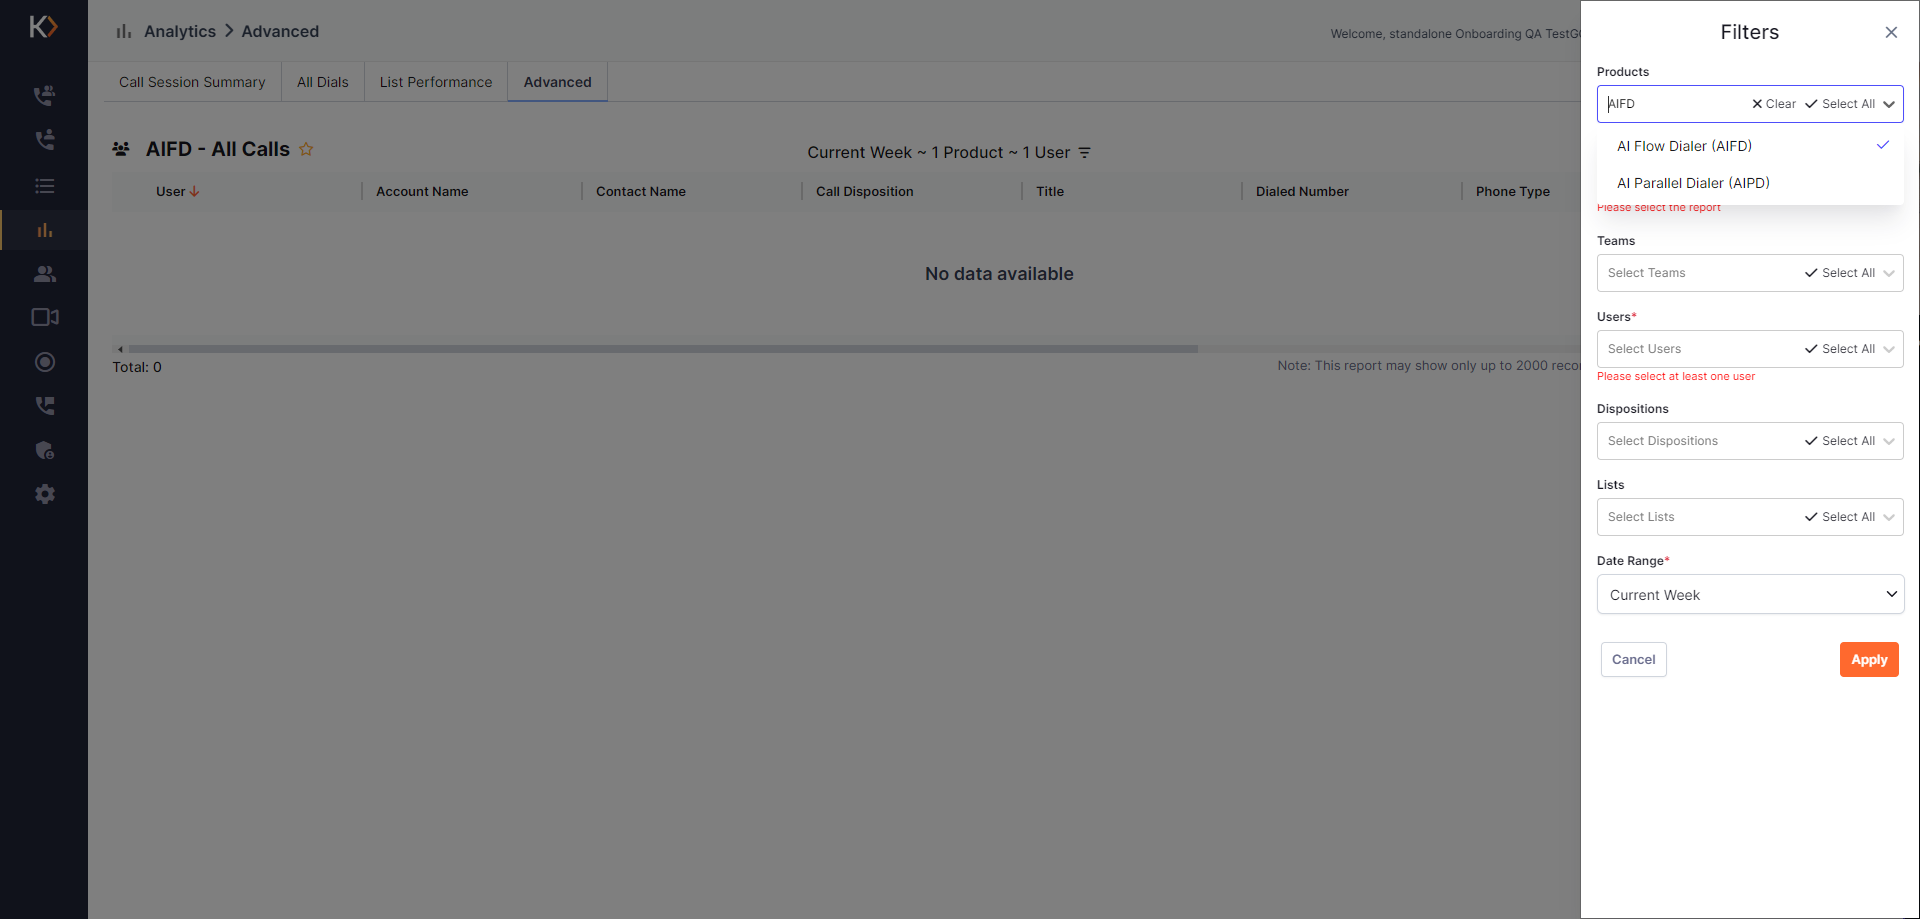 Analytics > Advanced
Welcome, standalone Onboarding QA TestG
Call Session Summary
All Dials
List Performance
Advanced
AIFD - All Calls
Current Week ~ 1 Product ~ 1 User
User
Account Name
Contact Name
Call Disposition
Title
Dialed Number
Phone Type
No data available
Total: 0
Note: This report may show only up to 2000 recor
Filters
Products
AIFD
Clear
Select All
AI Flow Dialer (AIFD)
AI Parallel Dialer (AIPD)
Please select the report
Teams
Select Teams
Select All
Users*
Select Users
Select All
Please select at least one user
Dispositions
Select Dispositions
Select All
Lists
Select Lists
Select All
Date Range*
Current Week
Cancel
Apply